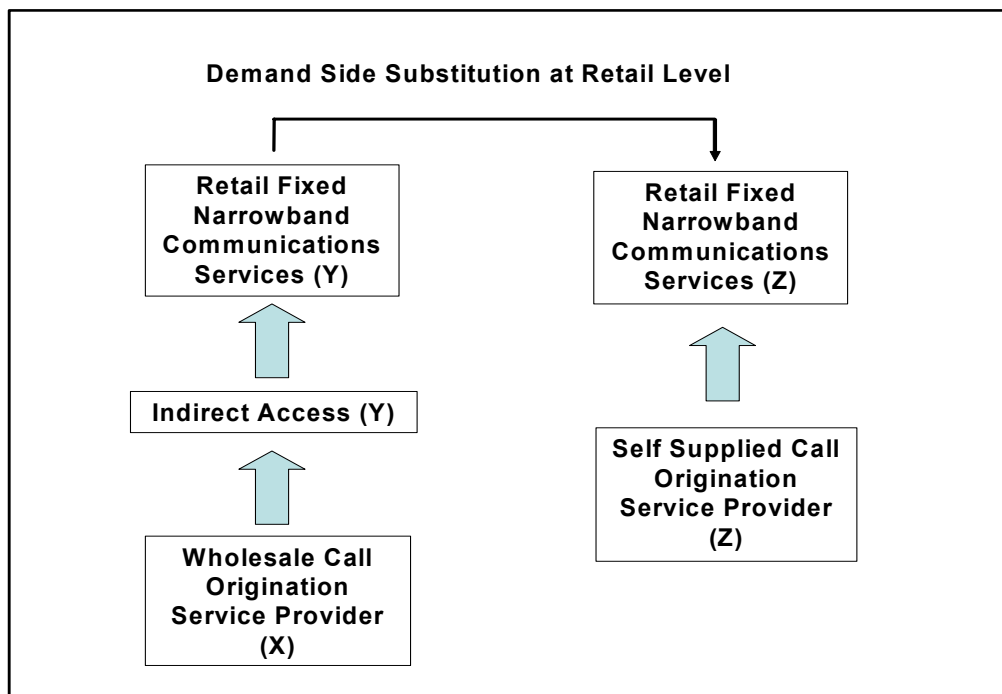 Demand Side Substitution at Retail Level
Retail Fixed
Narrowband
Communications
Services (Y)
Retail Fixed
Narrowband
Communications
Services (Z)
Indirect Access (Y)
Self Supplied Call
Origination
Service Provider
(Z)
Wholesale Call
Origination
Service Provider
(X)